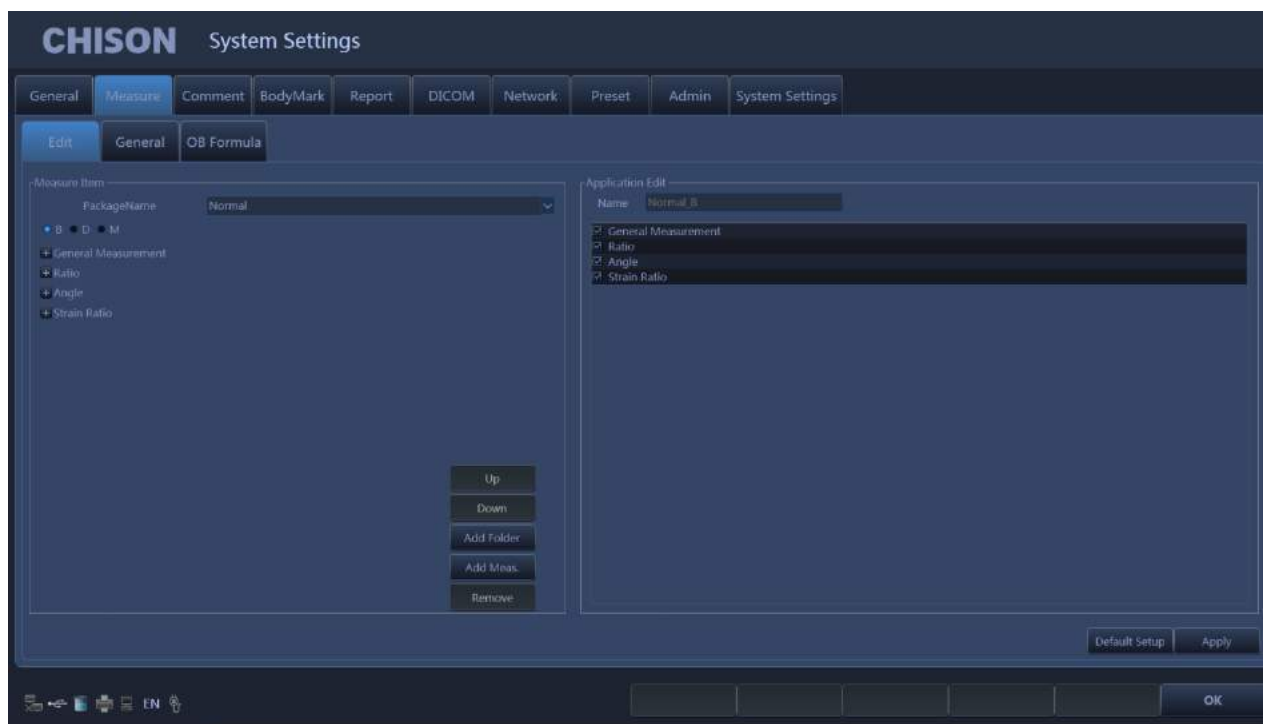 CHISON System Settings
General Measure Comment BodyMark Report DICOM Network Preset Admin System Settings
Edit General OB Formula
Measure Item
PackageName Normal
B D M
General Measurement
Ratio
Angle
Strain Ratio
Up
Down
Add Folder
Add Meas.
Remove
Application Edit
Name Normal_B
General Measurement
Ratio
Angle
Strain Ratio
Default Setup Apply
EN
OK